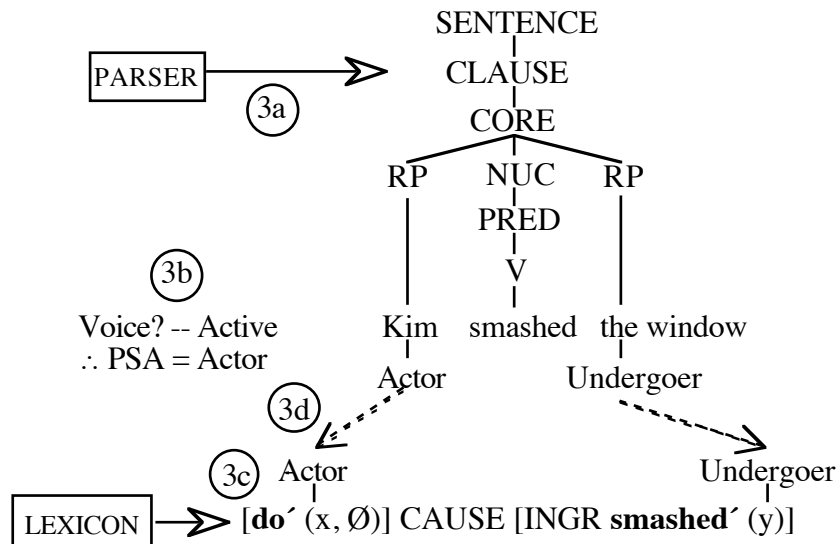 SENTENCE
PARSER
CLAUSE
3a
CORE
RP NUC RP
PRED
3b
V
Voice? -- Active
Kim smashed the window
∴ PSA = Actor
Actor Undergoer
3d
3c
Actor Undergoer
LEXICON
[do´ (x, Ø)] CAUSE [INGR smashed´ (y)]